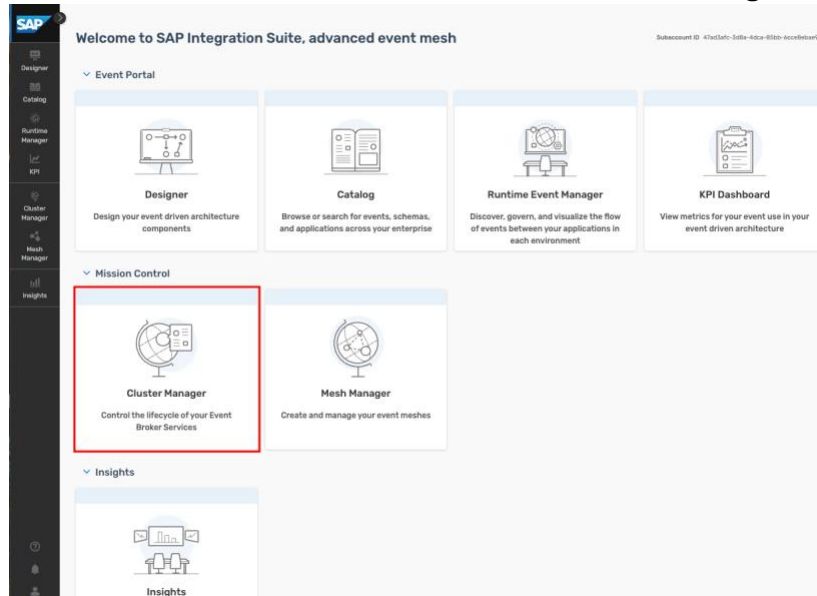 SAP
Welcome to SAP Integration Suite, advanced event mesh
Designer
Catalog
Runtime
Manager
KPI
Cluster
Manager
Mesh
Manager
Insights
Event Portal
Designer
Design your event driven architecture
components
Catalog
Browse or search for events, schemas,
and applications across your enterprise
Runtime Event Manager
Discover, govern, and visualize the flow
of events between your applications in
each environment
KPI Dashboard
View metrics for your event use in your
event driven architecture
Mission Control
Cluster Manager
Control the lifecycle of your Event
Broker Services
Mesh Manager
Create and manage your event meshes
Insights
Insights
Subaccount ID